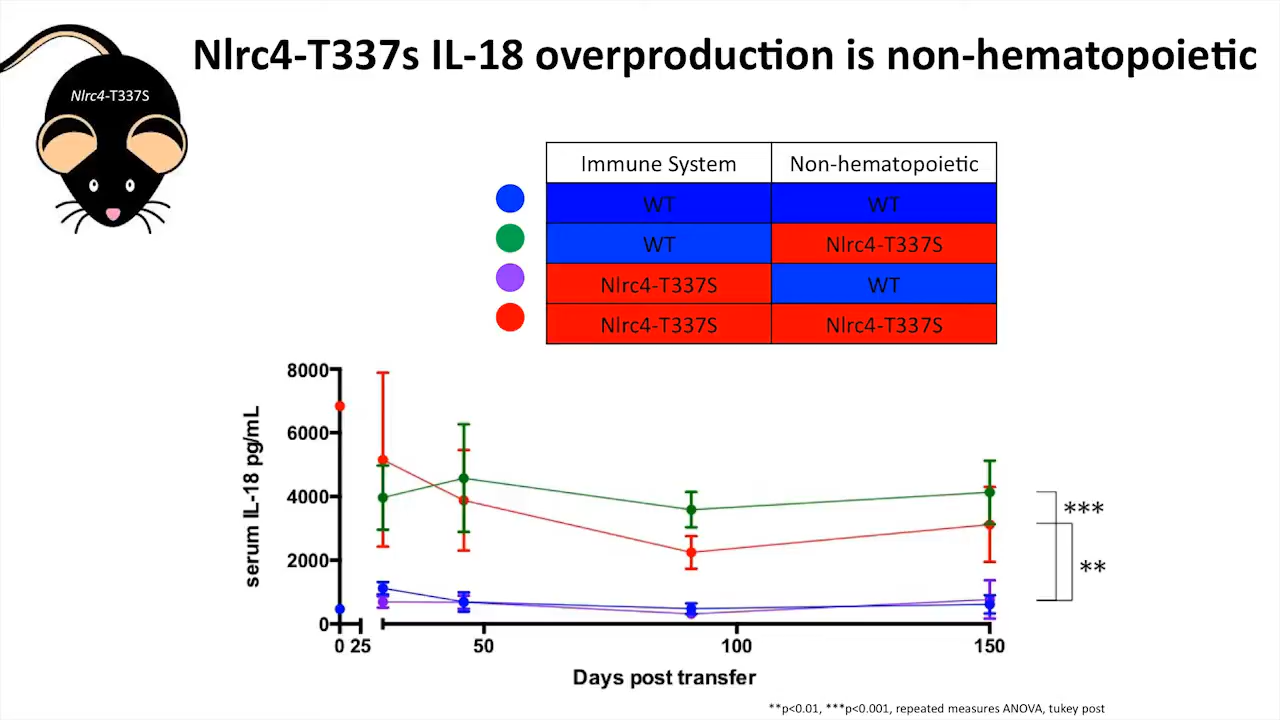 Nlrc4-T337s IL-18 overproduction is non-hematopoietic
Nlrc4-T337S
Immune System Non-hematopoietic
WT WT
WT Nlrc4-T337S
Nlrc4-T337S WT
Nlrc4-T337S Nlrc4-T337S
serum IL-18 pg/mL
8000
6000
4000
2000
0
***
**
0 25 50 100 150
Days post transfer
**p<0.01, ***p<0.001, repeated measures ANOVA, tukey post